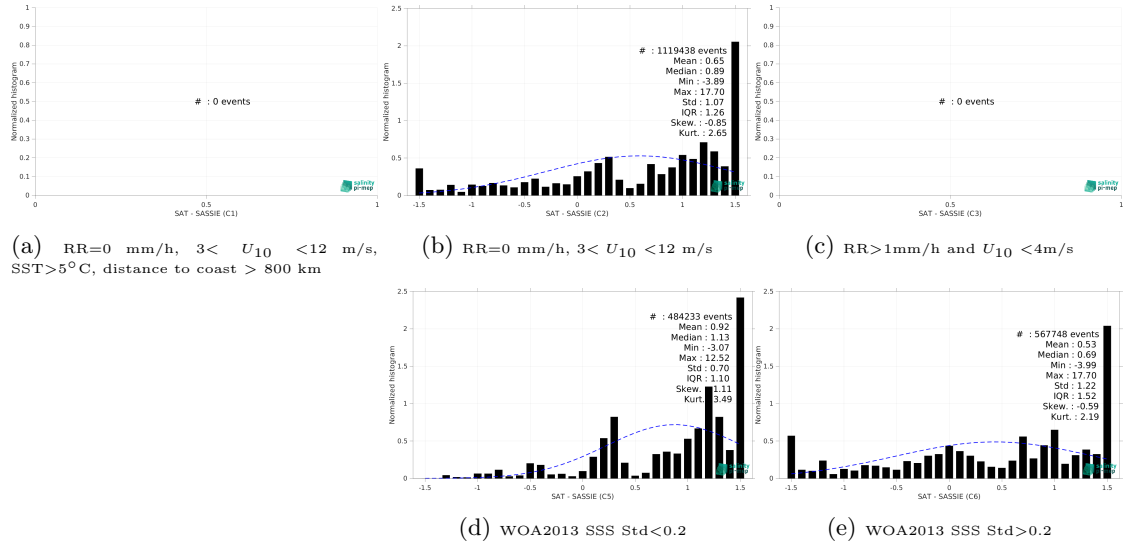 1
0.9
0.8
0.7
0.6
0.5
0.4
0.3
0.2
0.1
0
Normalized histogram
# : 0 events
salinity
pi-mep
0 0.5 1
SAT - SASSIE (C1)
(a) RR=0 mm/h, 3< U10 <12 m/s,
SST>5°C, distance to coast > 800 km
2.5
2
1.5
1
0.5
0
Normalized histogram
# : 1119438 events
Mean : 0.65
Median : 0.89
Min : -3.89
Max : 17.70
Std : 1.07
IQR : 1.26
Skew. : -0.85
Kurt. : 2.65
salinity
pi-mep
-1.5 -1 -0.5 0 0.5 1 1.5
SAT - SASSIE (C2)
(b) RR=0 mm/h, 3< U10 <12 m/s
1
0.9
0.8
0.7
0.6
0.5
0.4
0.3
0.2
0.1
0
Normalized histogram
# : 0 events
salinity
pi-mep
0 0.5 1
SAT - SASSIE (C3)
(c) RR>1mm/h and U10 <4m/s
2.5
2
1.5
1
0.5
0
Normalized histogram
# : 484233 events
Mean : 0.92
Median : 1.13
Min : -3.07
Max : 12.52
Std : 0.70
IQR : 1.10
Skew. : -1.11
Kurt. : 3.49
salinity
pi-mep
-1.5 -1 -0.5 0 0.5 1 1.5
SAT - SASSIE (C5)
(d) WOA2013 SSS Std<0.2
2.5
2
1.5
1
0.5
0
Normalized histogram
# : 567748 events
Mean : 0.53
Median : 0.69
Min : -3.99
Max : 17.70
Std : 1.22
IQR : 1.52
Skew. : -0.59
Kurt. : 2.19
salinity
pi-mep
-1.5 -1 -0.5 0 0.5 1 1.5
SAT - SASSIE (C6)
(e) WOA2013 SSS Std>0.2